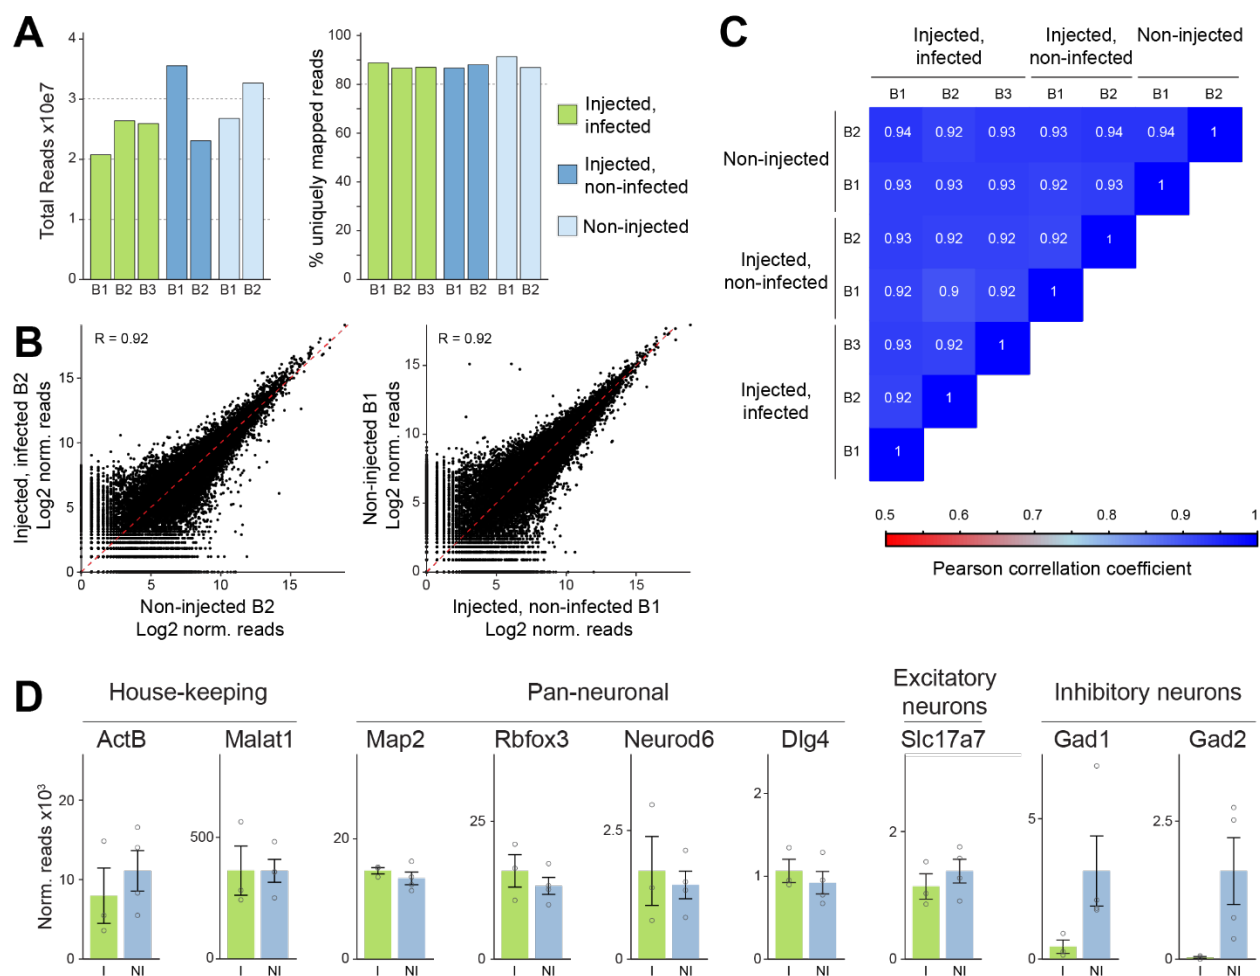 A
Total Reads x10e7
4
3
2
1
0
B1 B2 B3 B1 B2 B1 B2
% uniquely mapped reads
100
80
60
40
20
0
B1 B2 B3 B1 B2 B1 B2
Injected,
infected
Injected,
non-infected
Non-injected
B
R = 0.92
Injected, infected B2
Log2 norm. reads
15
10
5
0
0 5 10 15
Non-injected B2
Log2 norm. reads
R = 0.92
Non-injected B1
Log2 norm. reads
15
10
5
0
0 5 10 15
Injected, non-infected B1
Log2 norm. reads
C
Injected,
infected
Injected,
non-infected
Non-injected
B1 B2 B3 B1 B2 B1 B2
Non-injected
B2 0.94 0.92 0.93 0.93 0.94 0.94 1
B1 0.93 0.93 0.93 0.92 0.93 1
Injected,
non-infected
B2 0.93 0.92 0.92 0.92 1
B1 0.92 0.9 0.92 1
Injected,
infected
B3 0.93 0.92 1
B2 0.92 1
B1 1
0.5 0.6 0.7 0.8 0.9 1
Pearson correllation coefficient
D
House-keeping
Pan-neuronal
Excitatory
neurons
Inhibitory neurons
ActB
Malat1
Map2
Rbfox3
Neurod6
Dlg4
Slc17a7
Gad1
Gad2
Norm. reads x10³
20
10
0
I NI
500
0
I NI
20
0
I NI
25
0
I NI
2.5
0
I NI
2
1
0
I NI
2
0
I NI
5
0
I NI
2.5
0
I NI